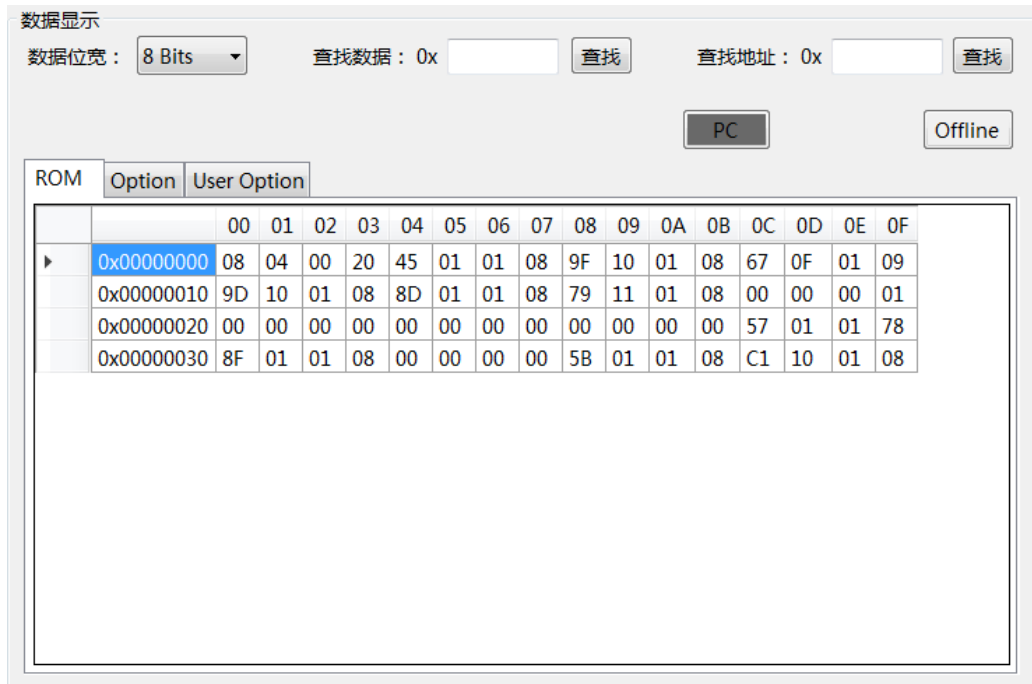 数据显示
数据位宽： 8 Bits 查找数据：0x 查找 查找地址：0x 查找
PC Offline
ROM Option User Option
00 01 02 03 04 05 06 07 08 09 0A 0B 0C 0D 0E 0F
0x00000000 08 04 00 20 45 01 01 08 9F 10 01 08 67 0F 01 09
0x00000010 9D 10 01 08 8D 01 01 08 79 11 01 08 00 00 00 01
0x00000020 00 00 00 00 00 00 00 00 00 00 00 00 57 01 01 78
0x00000030 8F 01 01 08 00 00 00 00 5B 01 01 08 C1 10 01 08